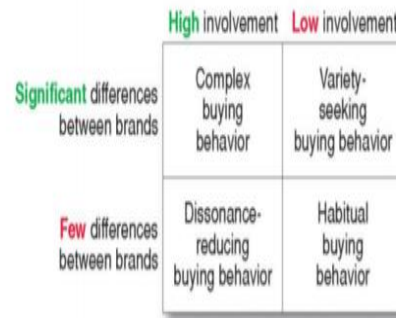 High involvement Low involvement
Significant differences
between brands
Complex
buying
behavior
Variety-
seeking
buying behavior
Few differences
between brands
Dissonance-
reducing
buying behavior
Habitual
buying
behavior